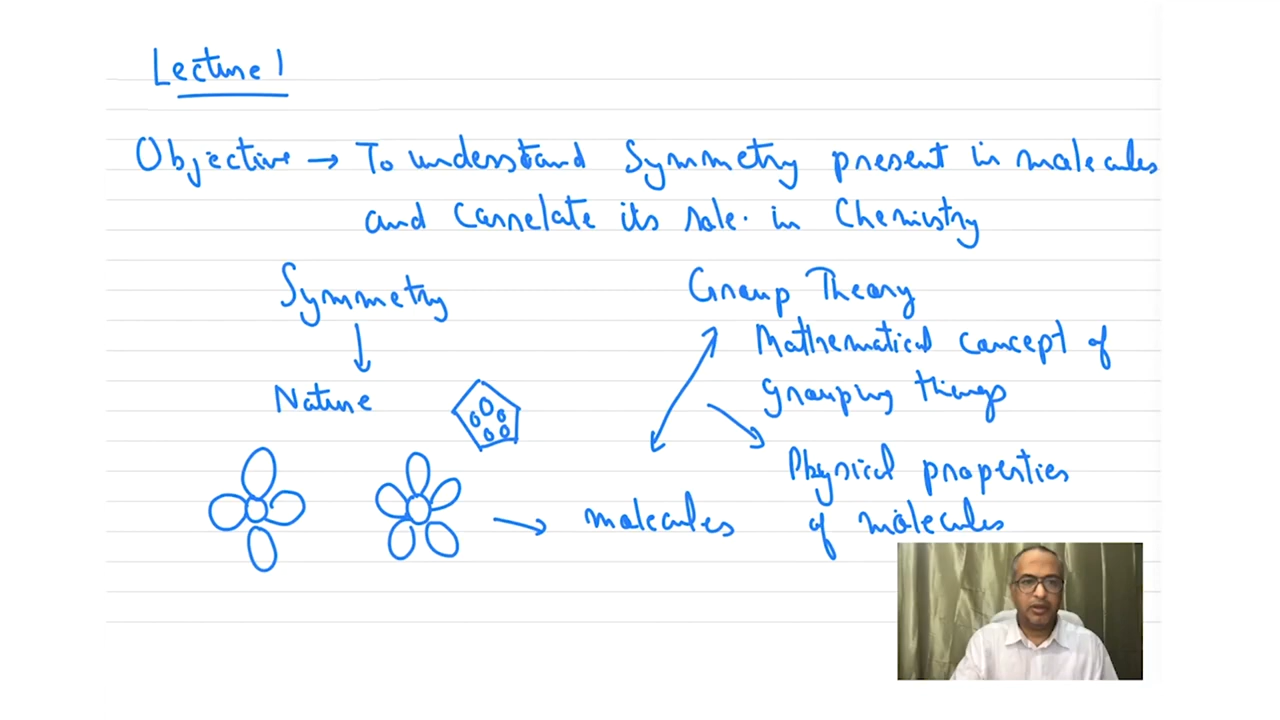 Lecture 1
Objective → To understand Symmetry present in molecules
and correlate its role. in Chemistry
Symmetry
Group Theory
Mathematical concept of
grouping things
Nature
Physical properties
of molecules
molecules